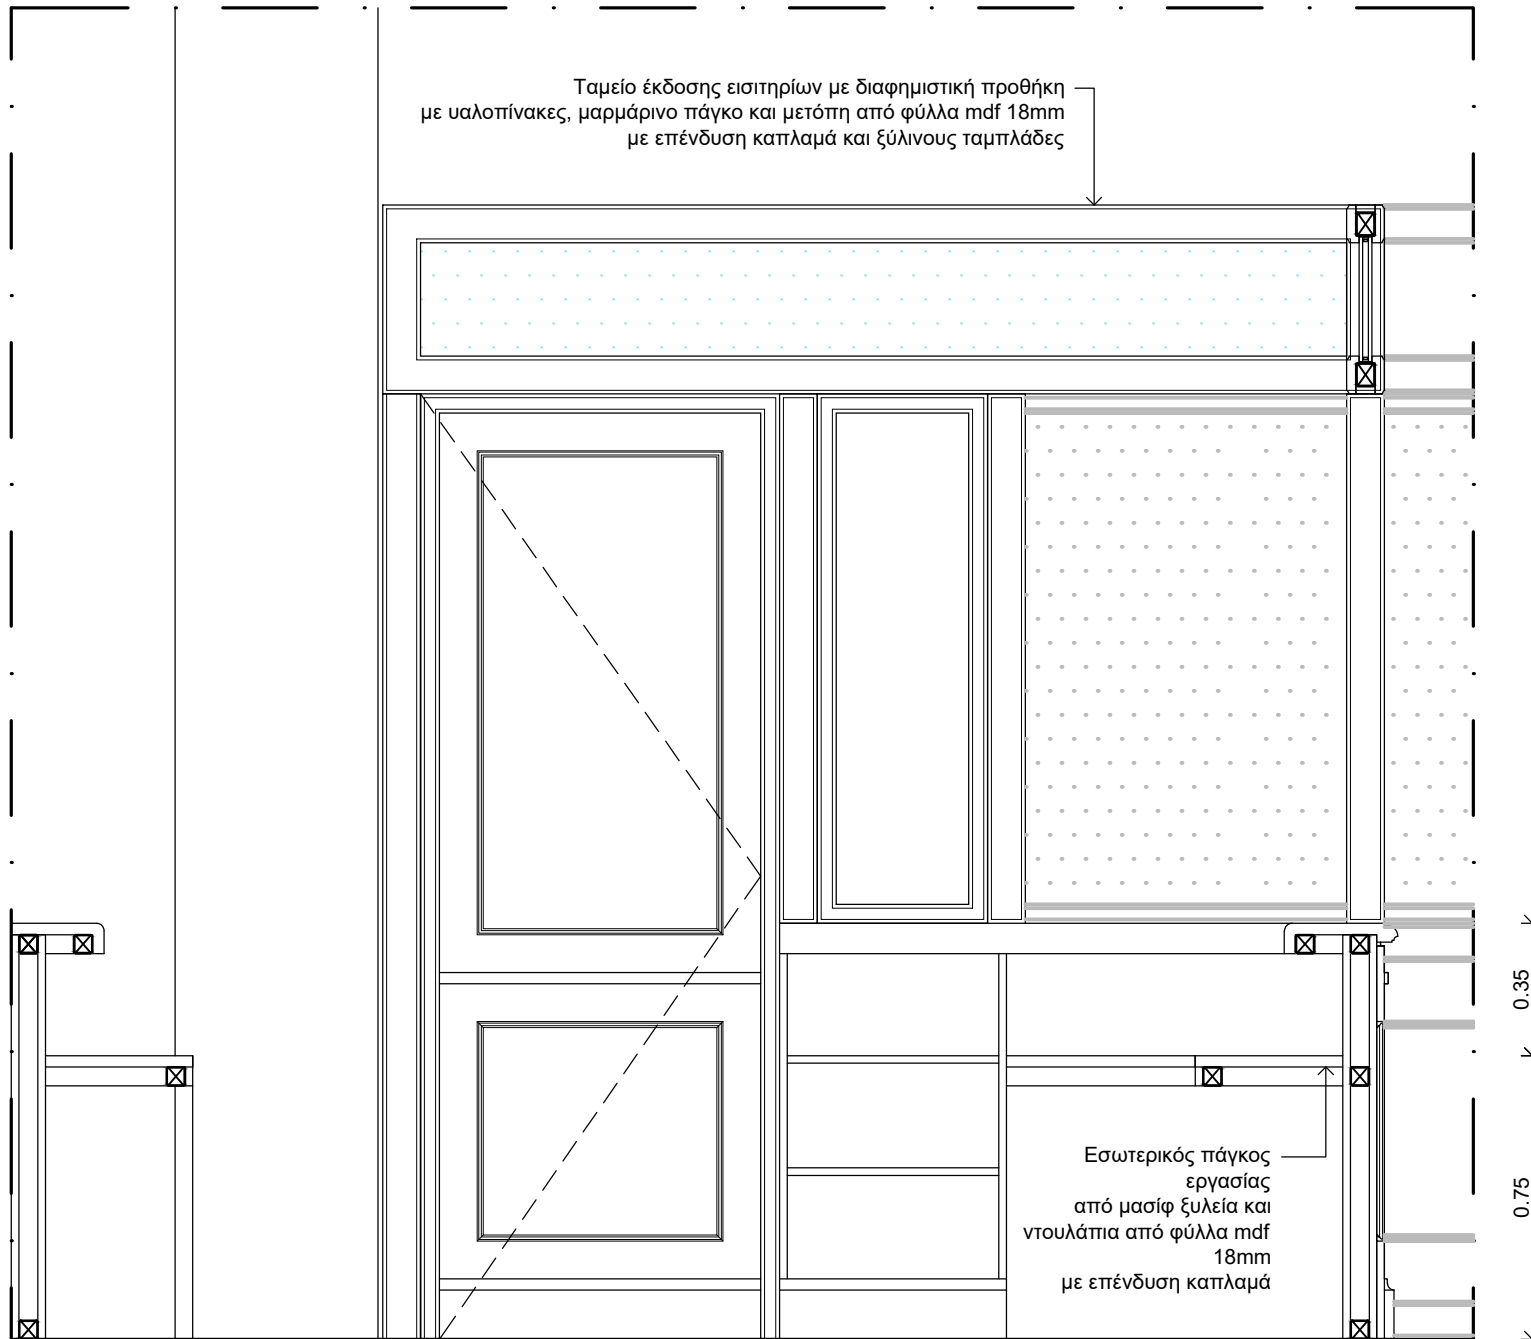 Ταμείο έκδοσης εισιτηρίων με διαφημιστική προθήκη
με υαλοπίνακες, μαρμάρινο πάγκο και μετόπη από φύλλα mdf 18mm
με επένδυση καπλαμά και ξύλινους ταμπλάδες
0.35
Εσωτερικός πάγκος
εργασίας
από μασίφ ξυλεία και
ντουλάπια από φύλλα mdf
18mm
με επένδυση καπλαμά
0.75